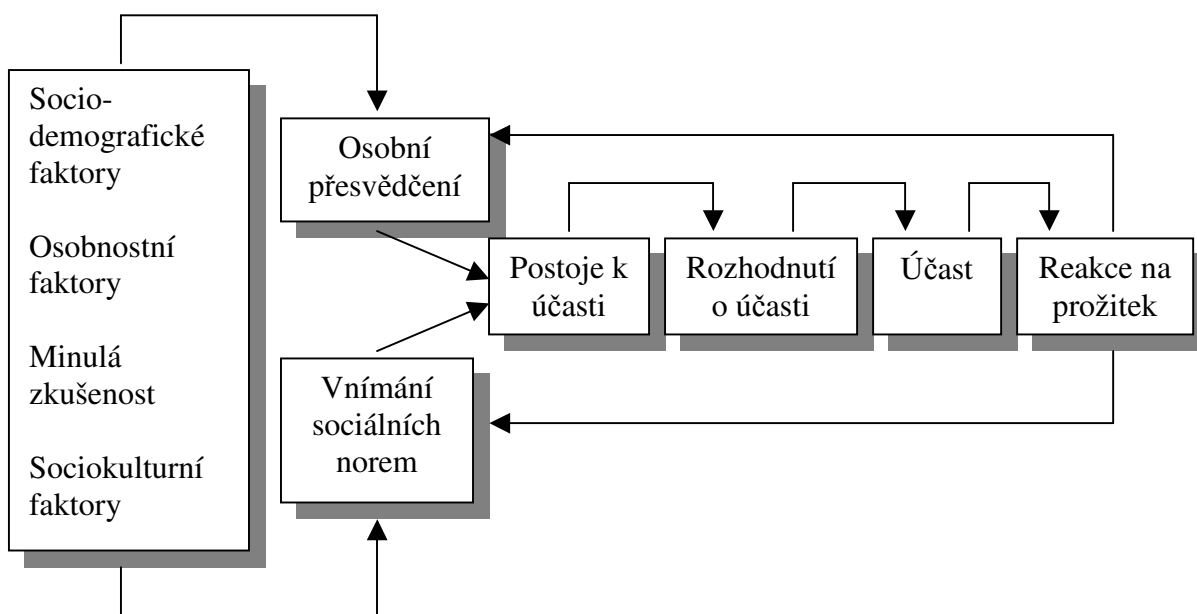 Socio-
demografické
faktory
Osobnostní
faktory
Minulá
zkušenost
Sociokulturní
faktory
Osobní
přesvědčení
Vnímání
sociálních
norem
Postoje k
účasti
Rozhodnutí
o účasti
Účast
Reakce na
prožitek